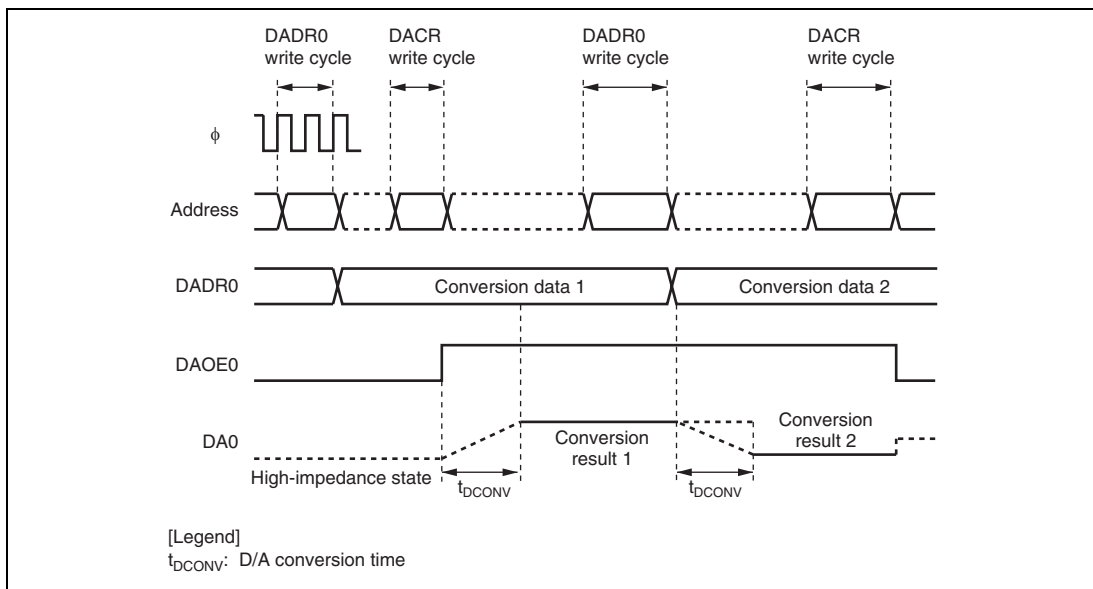 DADR0
write cycle
DACR
write cycle
DADR0
write cycle
DACR
write cycle
ϕ
Address
DADR0
Conversion data 1
Conversion data 2
DAOE0
DA0
Conversion
result 1
Conversion
result 2
High-impedance state
tDCONV
tDCONV
[Legend]
tDCONV: D/A conversion time